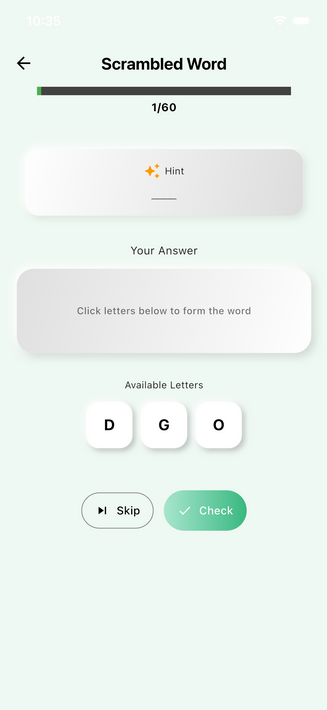 10:35
Scrambled Word
1/60
Hint
Your Answer
Click letters below to form the word
Available Letters
D G O
Skip Check